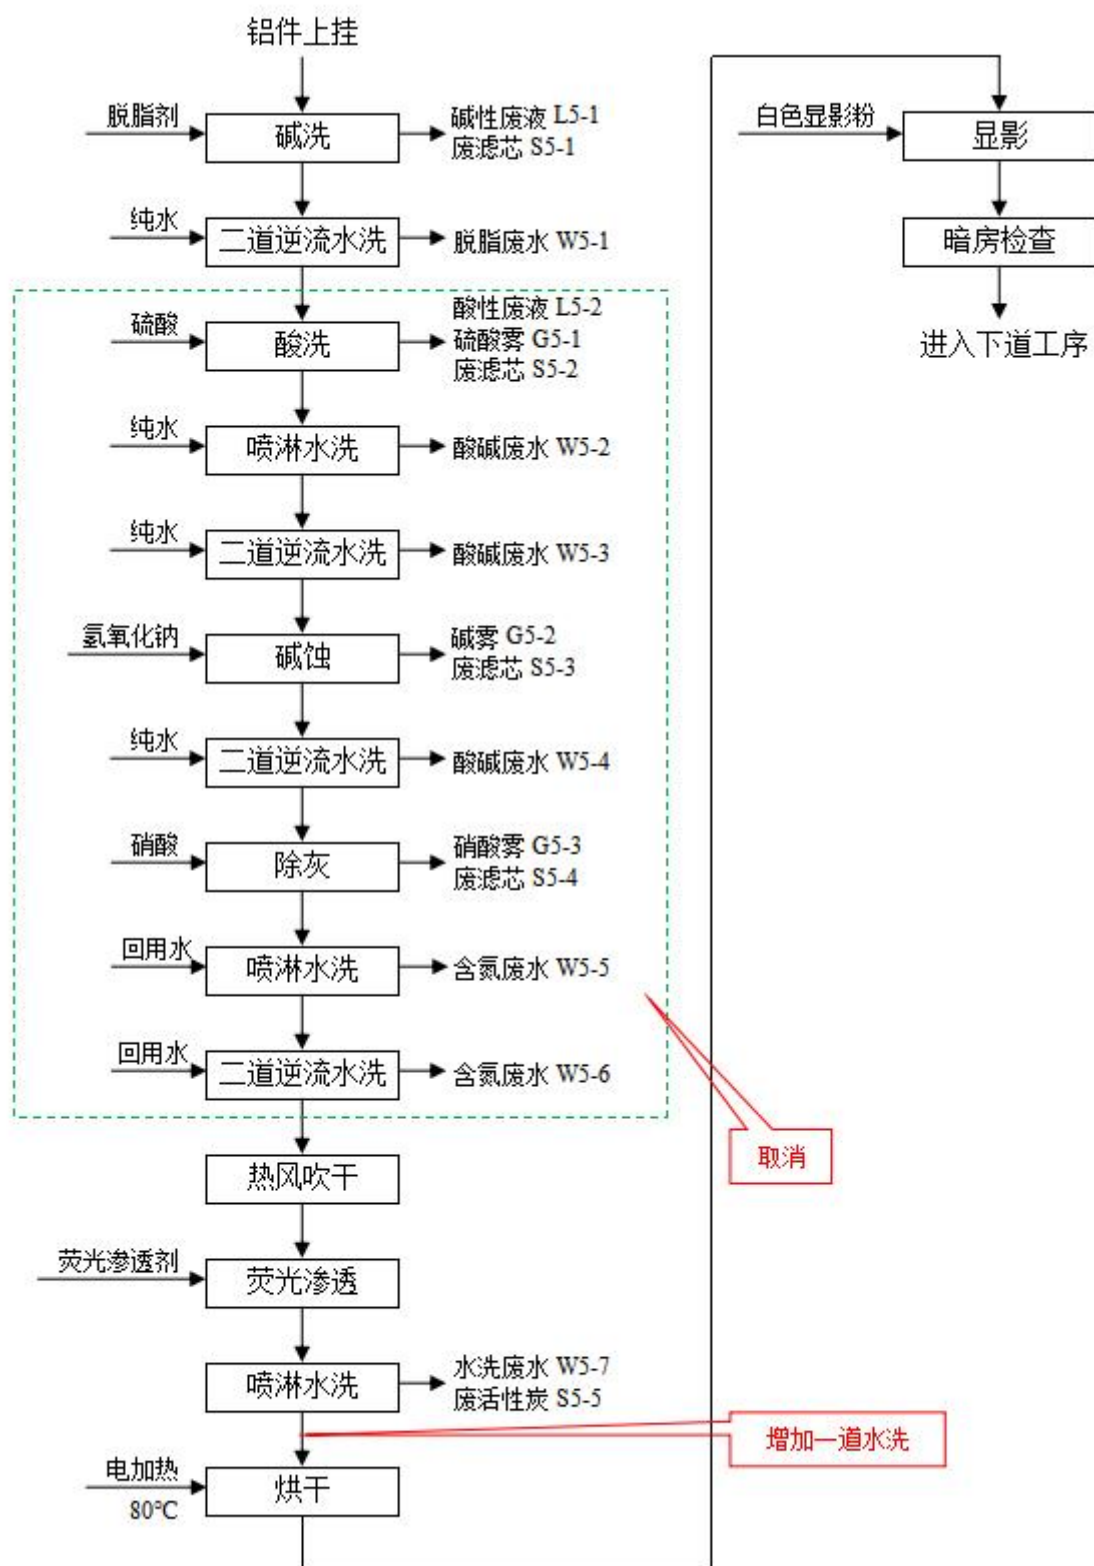 铝件上挂
脱脂剂
碱洗
碱性废液 L5-1
废滤芯 S5-1
纯水
二道逆流水洗
脱脂废水 W5-1
硫酸
酸洗
酸性废液 L5-2
硫酸雾 G5-1
废滤芯 S5-2
纯水
喷淋水洗
酸碱废水 W5-2
纯水
二道逆流水洗
酸碱废水 W5-3
氢氧化钠
碱蚀
碱雾 G5-2
废滤芯 S5-3
纯水
二道逆流水洗
酸碱废水 W5-4
硝酸
除灰
硝酸雾 G5-3
废滤芯 S5-4
回用水
喷淋水洗
含氮废水 W5-5
回用水
二道逆流水洗
含氮废水 W5-6
取消
热风吹干
荧光渗透剂
荧光渗透
喷淋水洗
水洗废水 W5-7
废活性炭 S5-5
增加一道水洗
电加热
80℃
烘干
白色显影粉
显影
暗房检查
进入下道工序